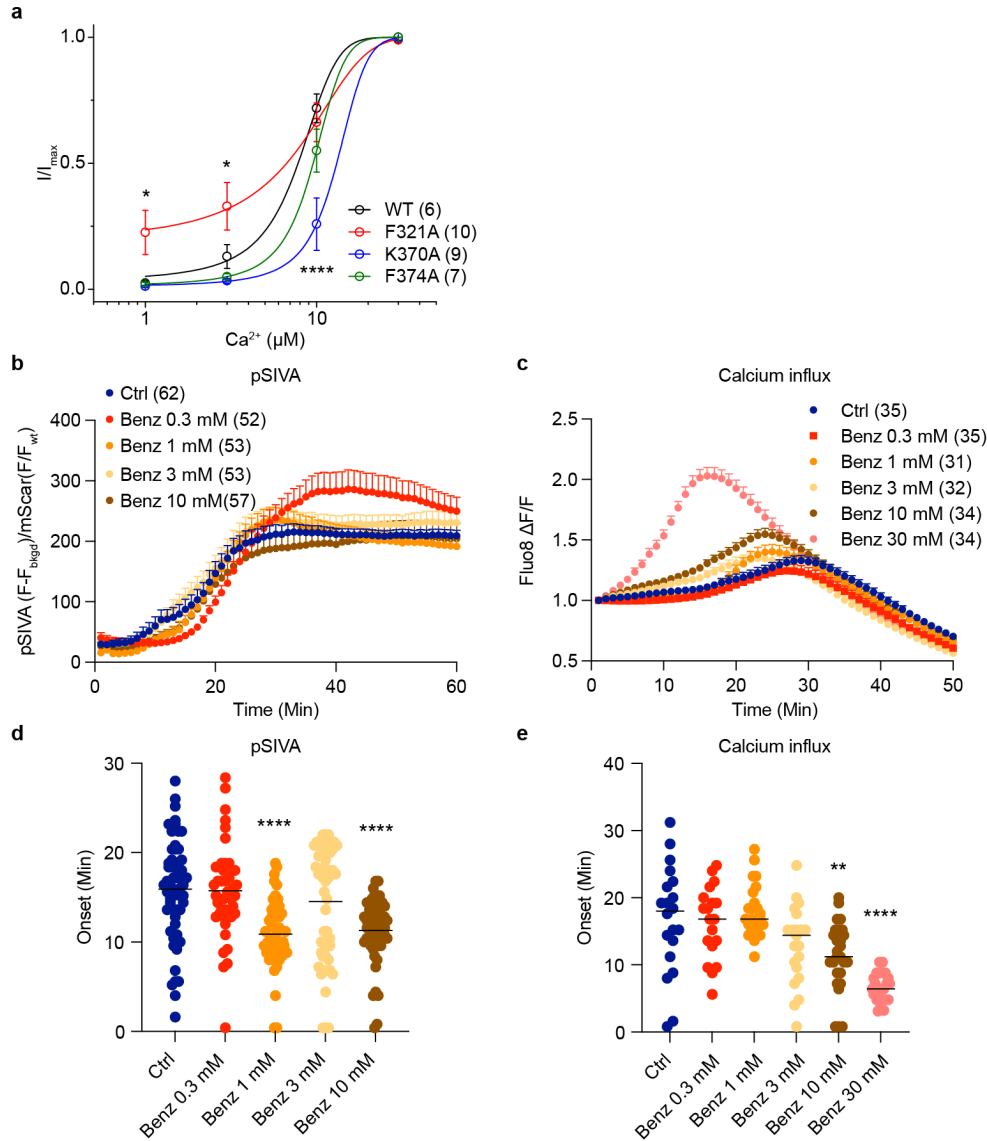 a
1.0
0.5
0.0
I/Imax
*
*
****
WT (6)
F321A (10)
K370A (9)
F374A (7)
1
10
Ca2+ (µM)
b
pSIVA
Ctrl (62)
Benz 0.3 mM (52)
Benz 1 mM (53)
Benz 3 mM (53)
Benz 10 mM(57)
400
300
200
100
0
pSIVA (F-Fbkgd)/mScar(F/Fwt)
0
20
40
60
Time (Min)
c
Calcium influx
Ctrl (35)
Benz 0.3 mM (35)
Benz 1 mM (31)
Benz 3 mM (32)
Benz 10 mM (34)
Benz 30 mM (34)
2.5
2.0
1.5
1.0
0.5
Fluo8 ΔF/F
0
10
20
30
40
50
Time (Min)
d
pSIVA
30
20
10
0
Onset (Min)
****
****
Ctrl
Benz 0.3 mM
Benz 1 mM
Benz 3 mM
Benz 10 mM
e
Calcium influx
40
30
20
10
0
Onset (Min)
**
****
Ctrl
Benz 0.3 mM
Benz 1 mM
Benz 3 mM
Benz 10 mM
Benz 30 mM